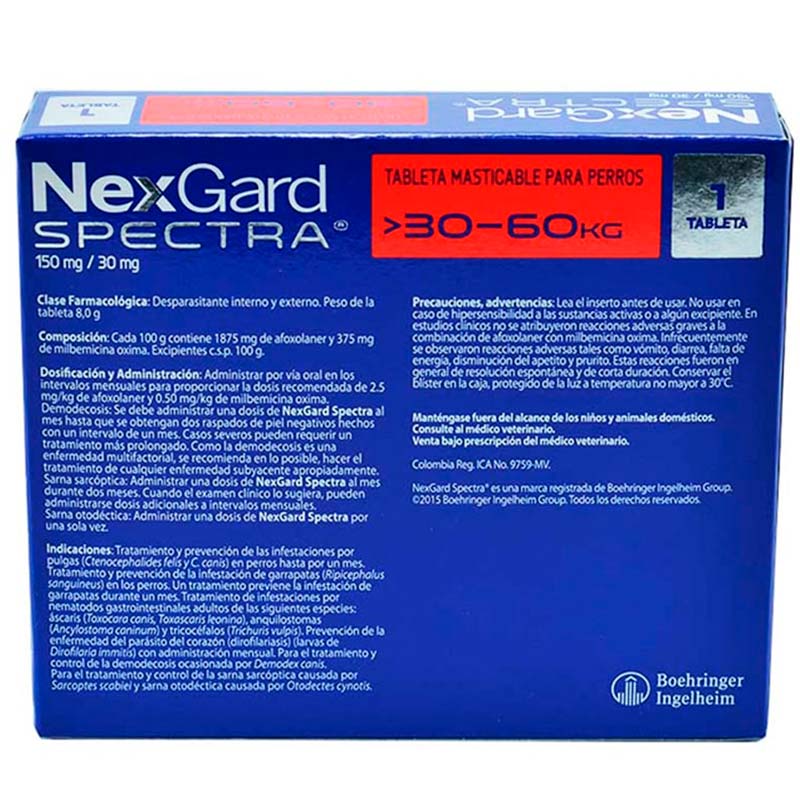 1
TABLETA
NexGard
SPECTRA®
150 mg / 30 mg
NexGard
SPECTRA®
150 mg / 30 mg
TABLETA MASTICABLE PARA PERROS
>30-60KG
1
TABLETA
Clase Farmacológica: Desparasitante interno y externo. Peso de la
tableta 8,0 g
Composición: Cada 100 g contiene 1875 mg de afoxolaner y 375 mg
de milbemicina oxima. Excipientes c.s.p. 100 g.
Dosificación y Administración: Administrar por vía oral en los
intervalos mensuales para proporcionar la dosis recomendada de 2.5
mg/kg de afoxolaner y 0.50 mg/kg de milbemicina oxima.
Demodecosis: Se debe administrar una dosis de NexGard Spectra al
mes hasta que se obtengan dos raspados de piel negativos hechos
con un intervalo de un mes. Casos severos pueden requerir un
tratamiento más prolongado. Como la demodecosis es una
enfermedad multifactorial, se recomienda en lo posible, hacer el
tratamiento de cualquier enfermedad subyacente apropiadamente.
Sarna sarcóptica: Administrar una dosis de NexGard Spectra al mes
durante dos meses. Cuando el examen clínico lo sugiera, pueden
administrarse dosis adicionales a intervalos mensuales.
Sarna otodéctica: Administrar una dosis de NexGard Spectra por
una sola vez.
Indicaciones: Tratamiento y prevención de las infestaciones por
pulgas (Ctenocephalides felis y C. canis) en perros hasta por un mes.
Tratamiento y prevención de la infestación de garrapatas (Ripicephalus
sanguineus) en los perros. Un tratamiento previene la infestación de
garrapatas durante un mes. Tratamiento de infestaciones por
nematodos gastrointestinales adultos de las siguientes especies:
áscaris (Toxocara canis, Toxascaris leonina), anquilostomas
(Ancylostoma caninum) y tricocéfalos (Trichuris vulpis). Prevención de la
enfermedad del parásito del corazón (dirofilariasis) (larvas de
Dirofilaria immitis) con administración mensual. Para el tratamiento y
control de la demodecosis ocasionada por Demodex canis.
Para el tratamiento y control de la sarna sarcóptica causada por
Sarcoptes scabiei y sarna otodéctica causada por Otodectes cynotis.
Precauciones, advertencias: Lea el inserto antes de usar. No usar en
caso de hipersensibilidad a las sustancias activas o a algún excipiente. En
estudios clínicos no se atribuyeron reacciones adversas graves a la
combinación de afoxolaner con milbemicina oxima. Infrecuentemente
se observaron reacciones adversas tales como vómito, diarrea, falta de
energía, disminución del apetito y prurito. Estas reacciones fueron en
general de resolución espontánea y de corta duración. Conservar el
blíster en la caja, protegido de la luz a temperatura no mayor a 30°C.
Manténgase fuera del alcance de los niños y animales domésticos.
Consulte al médico veterinario.
Venta bajo prescripción del médico veterinario.
Colombia Reg. ICA No. 9759-MV.
NexGard Spectra® es una marca registrada de Boehringer Ingelheim Group.
©2015 Boehringer Ingelheim Group. Todos los derechos reservados.
Boehringer
Ingelheim